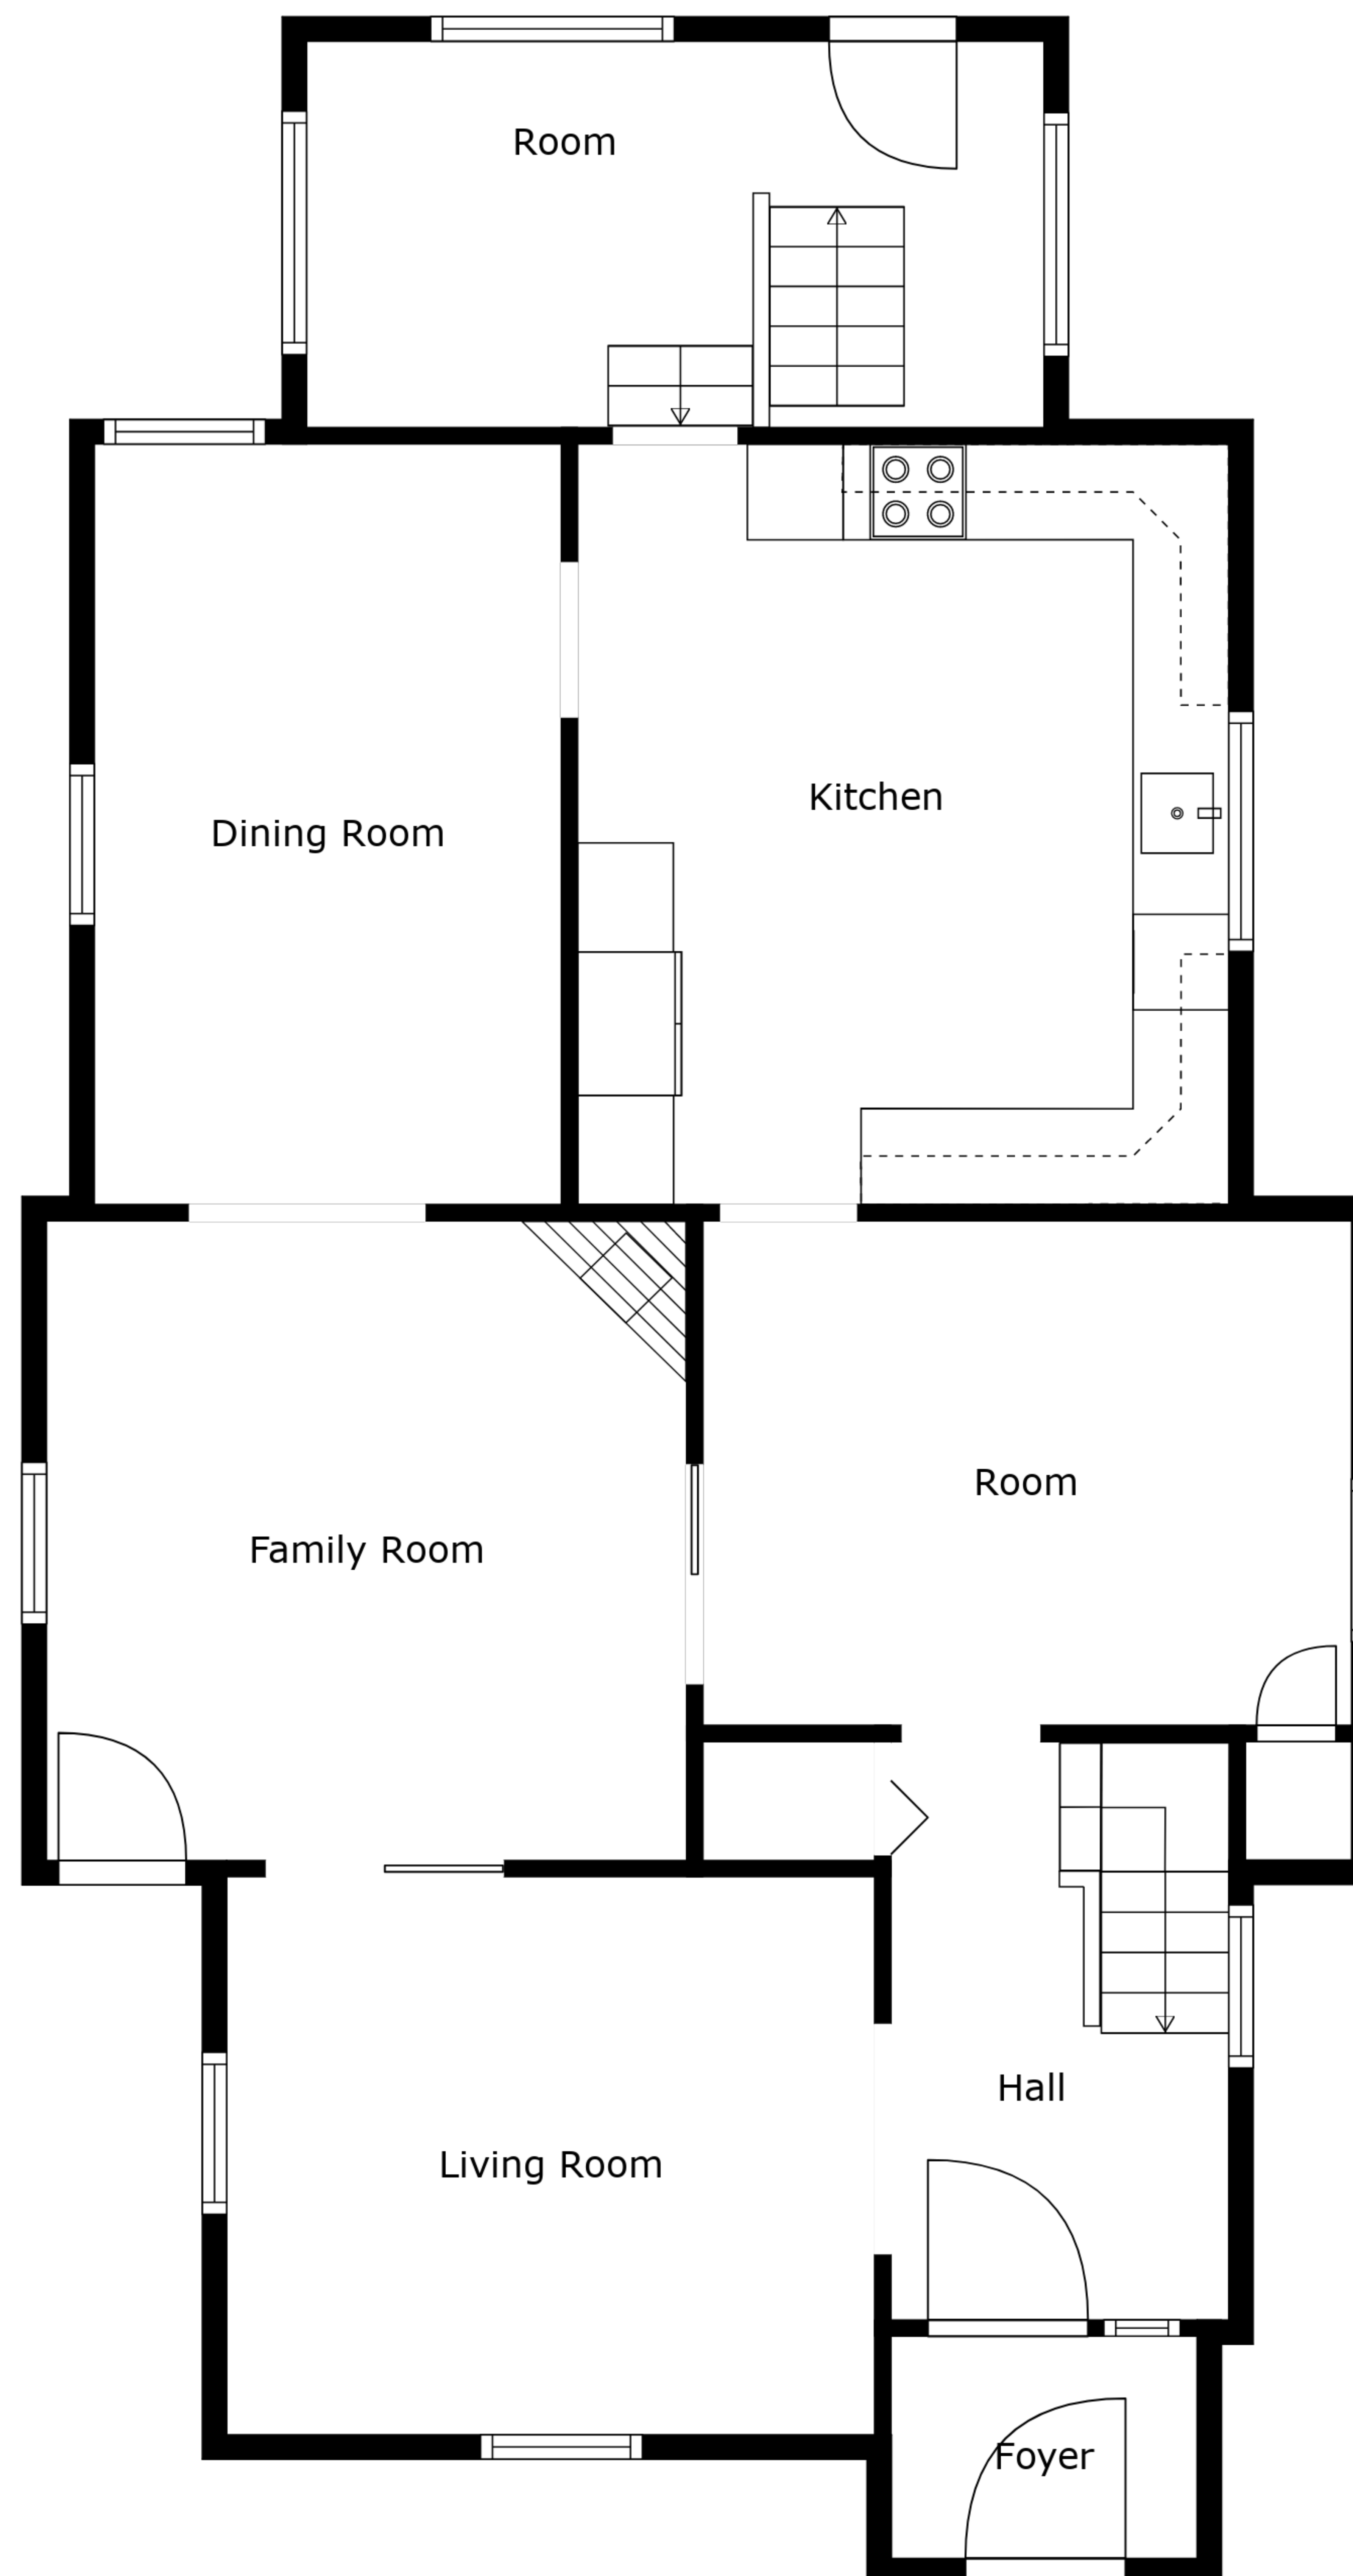 Room
Kitchen
Dining Room
Room
Family Room
Hall
Living Room
Foyer